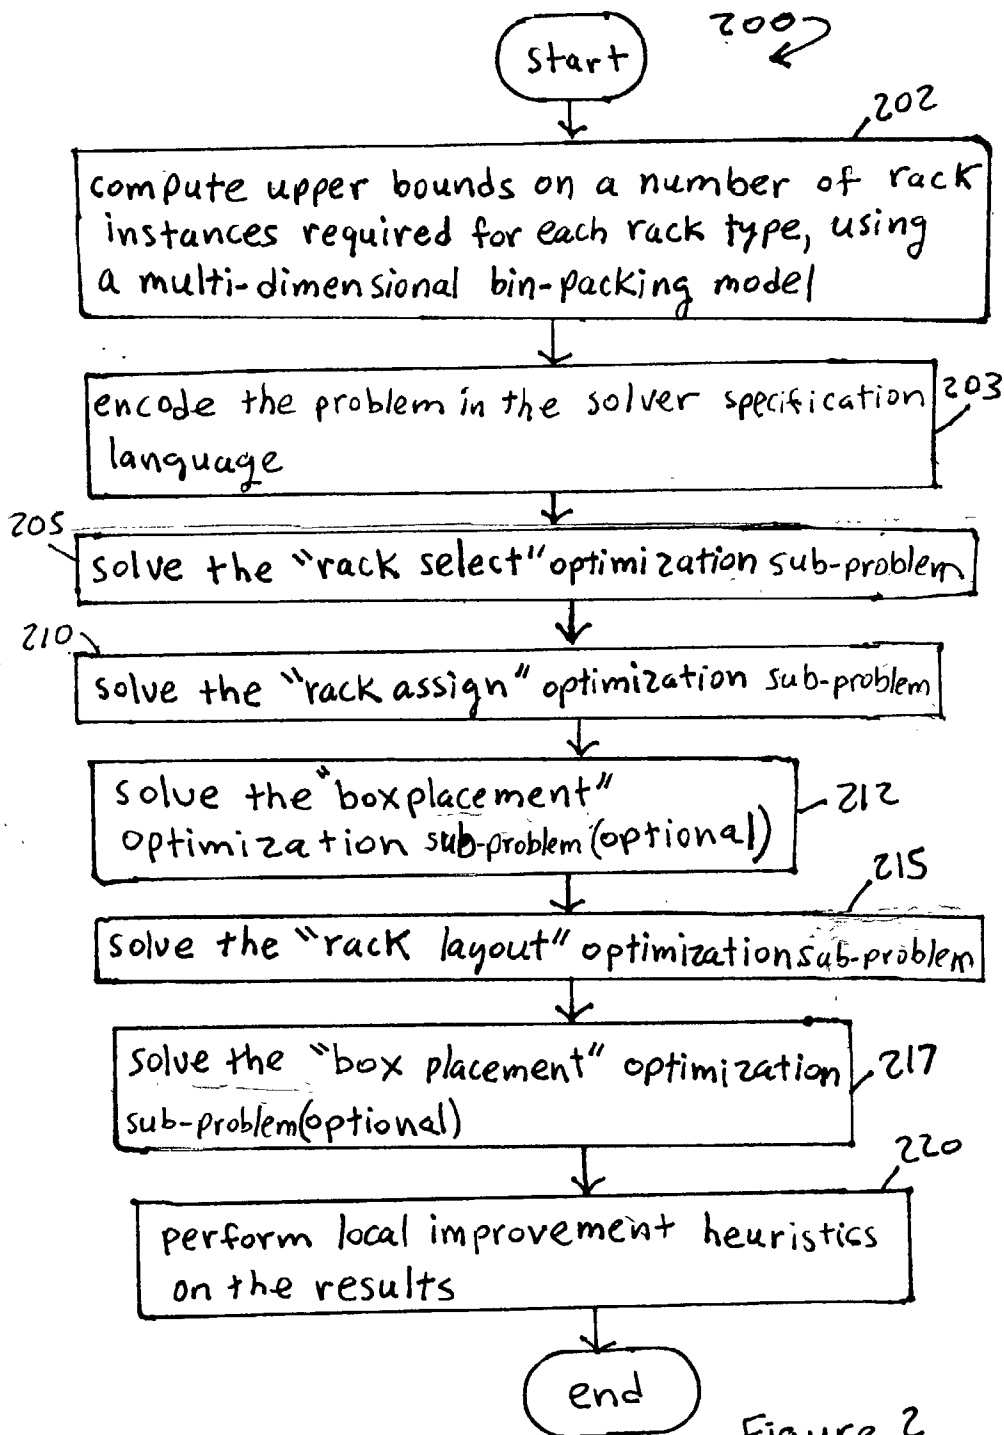 200
start
202
compute upper bounds on a number of rack
instances required for each rack type, using
a multi-dimensional bin-packing model
encode the problem in the solver specification
language
203
205
solve the "rack select" optimization sub-problem
210
solve the "rack assign" optimization sub-problem
solve the "box placement"
optimization sub-problem (optional)
212
215
solve the "rack layout" optimization sub-problem
solve the "box placement" optimization
sub-problem (optional)
217
220
perform local improvement heuristics
on the results
end
Figure 2